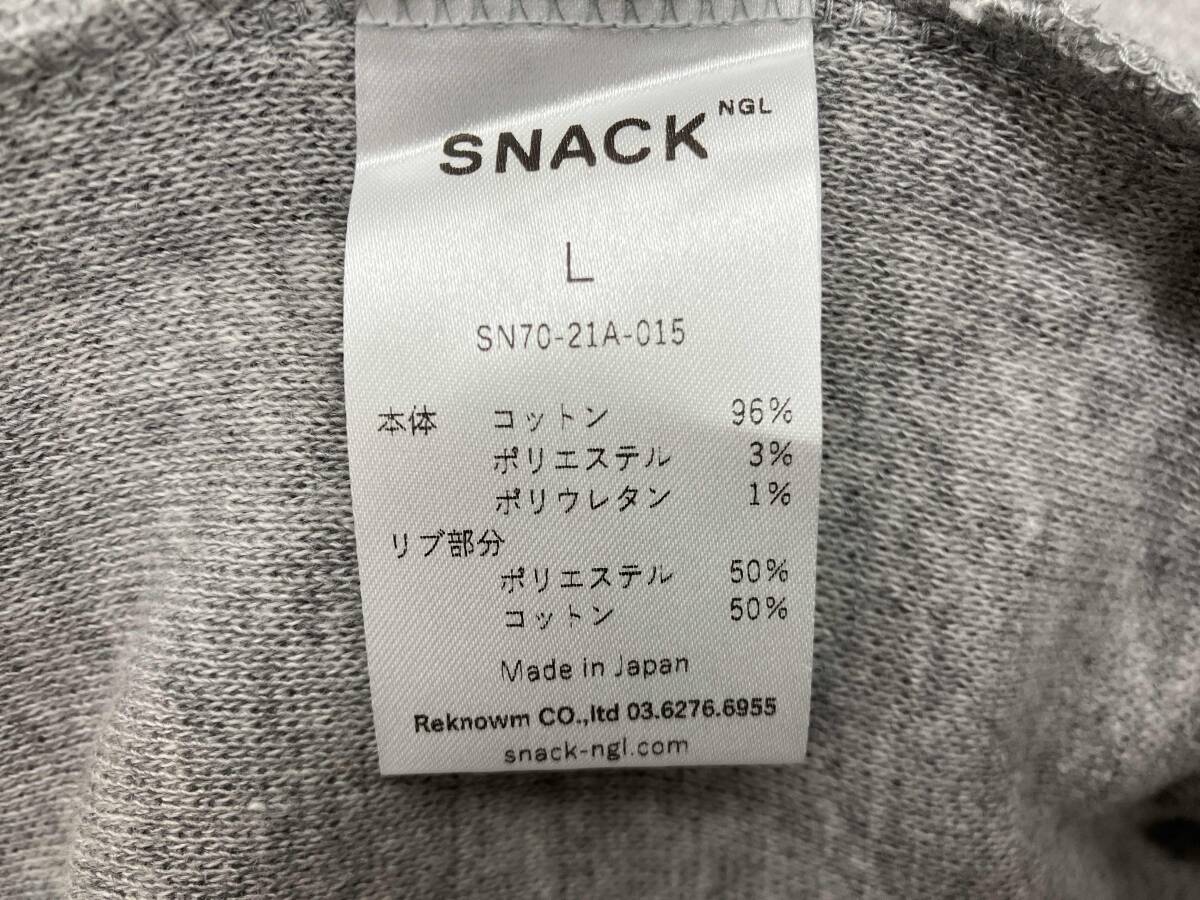 SNACK NGL
L
SN70-21A-015
本体 コットン 96%
ポリエステル 3%
ポリウレタン 1%
リブ部分
ポリエステル 50%
コットン 50%
Made in Japan
Reknowm CO.,ltd 03.6276.6955
snack-ngl.com